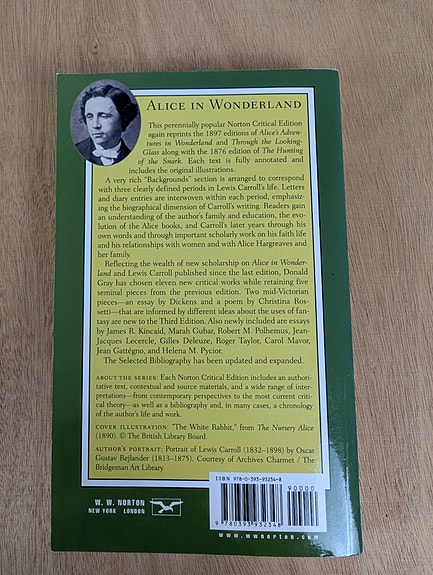 ALICE IN WONDERLAND
This perennially popular Norton Critical Edition
again reprints the 1897 editions of Alice's Adven-
tures in Wonderland and Through the Looking-
Glass along with the 1876 edition of The Hunting
of the Snark. Each text is fully annotated and
includes the original illustrations.
A very rich "Backgrounds" section is arranged to correspond
with three clearly defined periods in Lewis Carroll's life. Letters
and diary entries are interwoven within each period, emphasiz-
ing the biographical dimension of Carroll's writing. Readers gain
an understanding of the author's family and education, the evo-
lution of the Alice books, and Carroll's later years through his
own words and through important scholarly work on his faith life
and his relationships with women and with Alice Hargreaves and
her family.
Reflecting the wealth of new scholarship on Alice in Wonder-
land and Lewis Carroll published since the last edition, Donald
Gray has chosen eleven new critical works while retaining five
seminal pieces from the previous edition. Two mid-Victorian
pieces—an essay by Dickens and a poem by Christina Ros-
setti—that are informed by different ideas about the uses of fan-
tasy are new to the Third Edition. Also newly included are essays
by James R. Kincaid, Marah Gubar, Robert M. Polhemus, Jean-
Jacques Lecercle, Gilles Deleuze, Roger Taylor, Carol Mavor,
Jean Gattégno, and Helena M. Pycior.
The Selected Bibliography has been updated and expanded.
ABOUT THE SERIES: Each Norton Critical Edition includes an authori-
tative text, contextual and source materials, and a wide range of inter-
pretations—from contemporary perspectives to the most current criti-
cal theory—as well as a bibliography and, in many cases, a chronology
of the author's life and work.
COVER ILLUSTRATION: "The White Rabbit," from The Nursery Alice
(1890). © The British Library Board.
AUTHOR'S PORTRAIT: Portrait of Lewis Carroll (1832–1898) by Oscar
Gustav Rejlander (1813–1875). Courtesy of Archives Charmet / The
Bridgeman Art Library.
ISBN 978-0-393-93234-8
90000
9 780393 932348
W. W. NORTON
NEW YORK LONDON
www.wwnorton.com